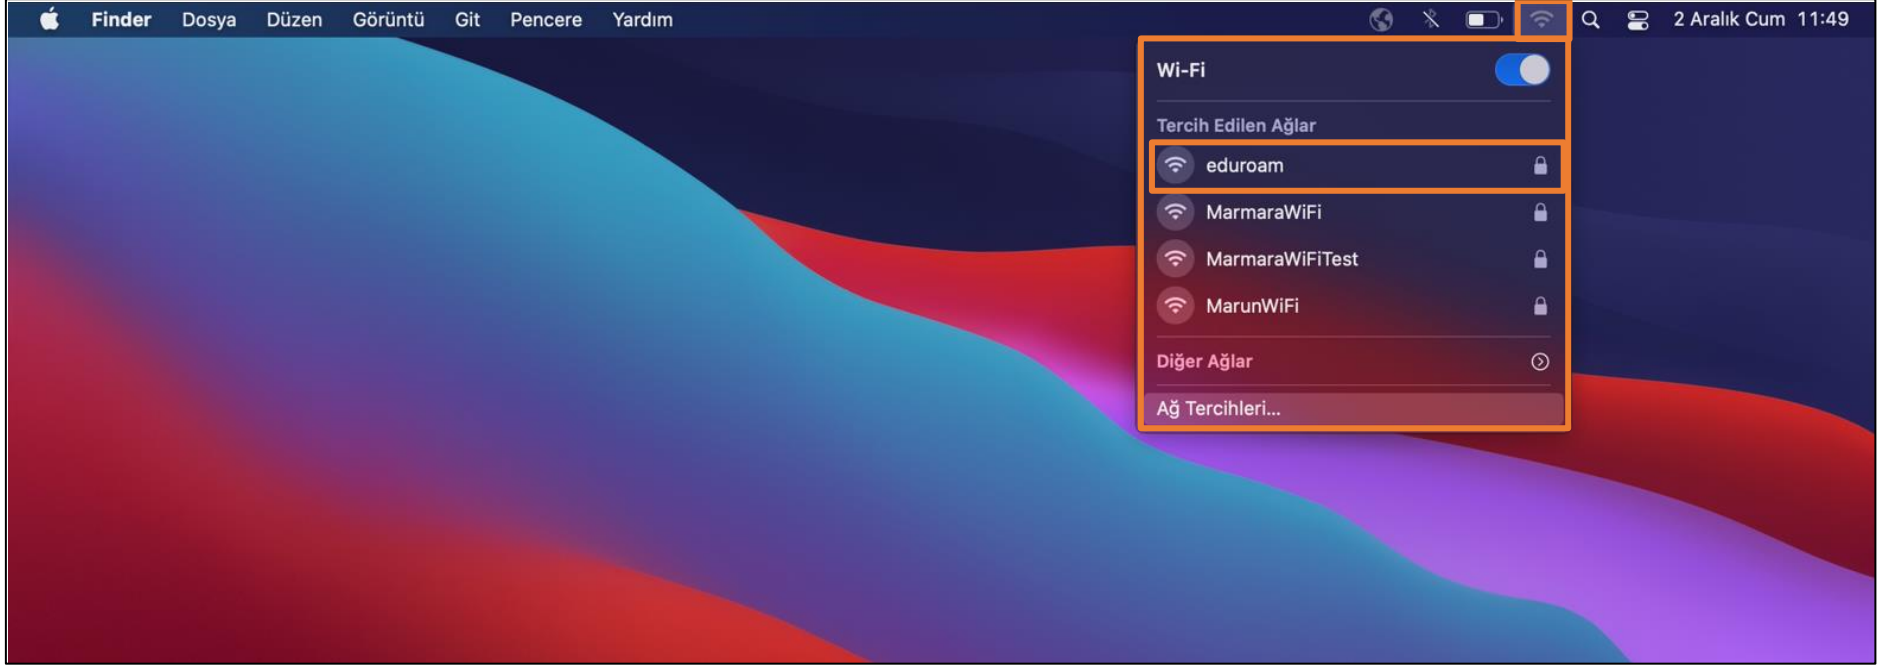 Finder Dosya Düzen Görüntü Git Pencere Yardım 2 Aralık Cum 11:49
Wi-Fi
Tercih Edilen Ağlar
eduroam
MarmaraWiFi
MarmaraWiFiTest
MarunWiFi
Diğer Ağlar
Ağ Tercihleri...